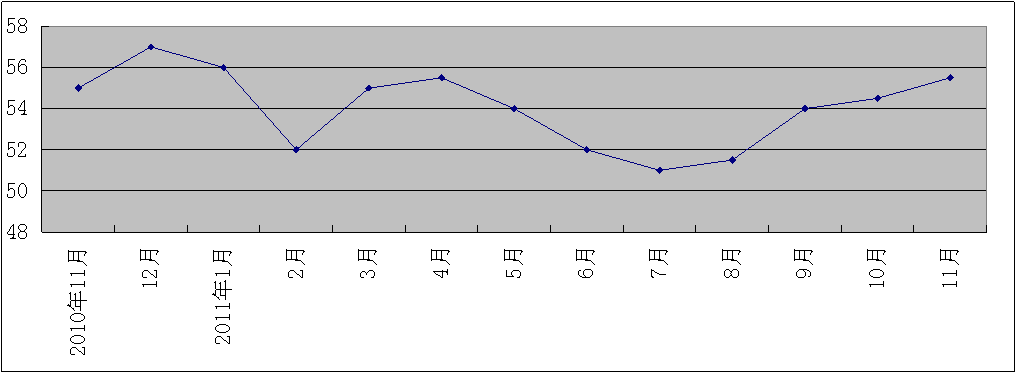 58
56
54
52
50
48
2010年11月
12月
2011年1月
2月
3月
4月
5月
6月
7月
8月
9月
10月
11月